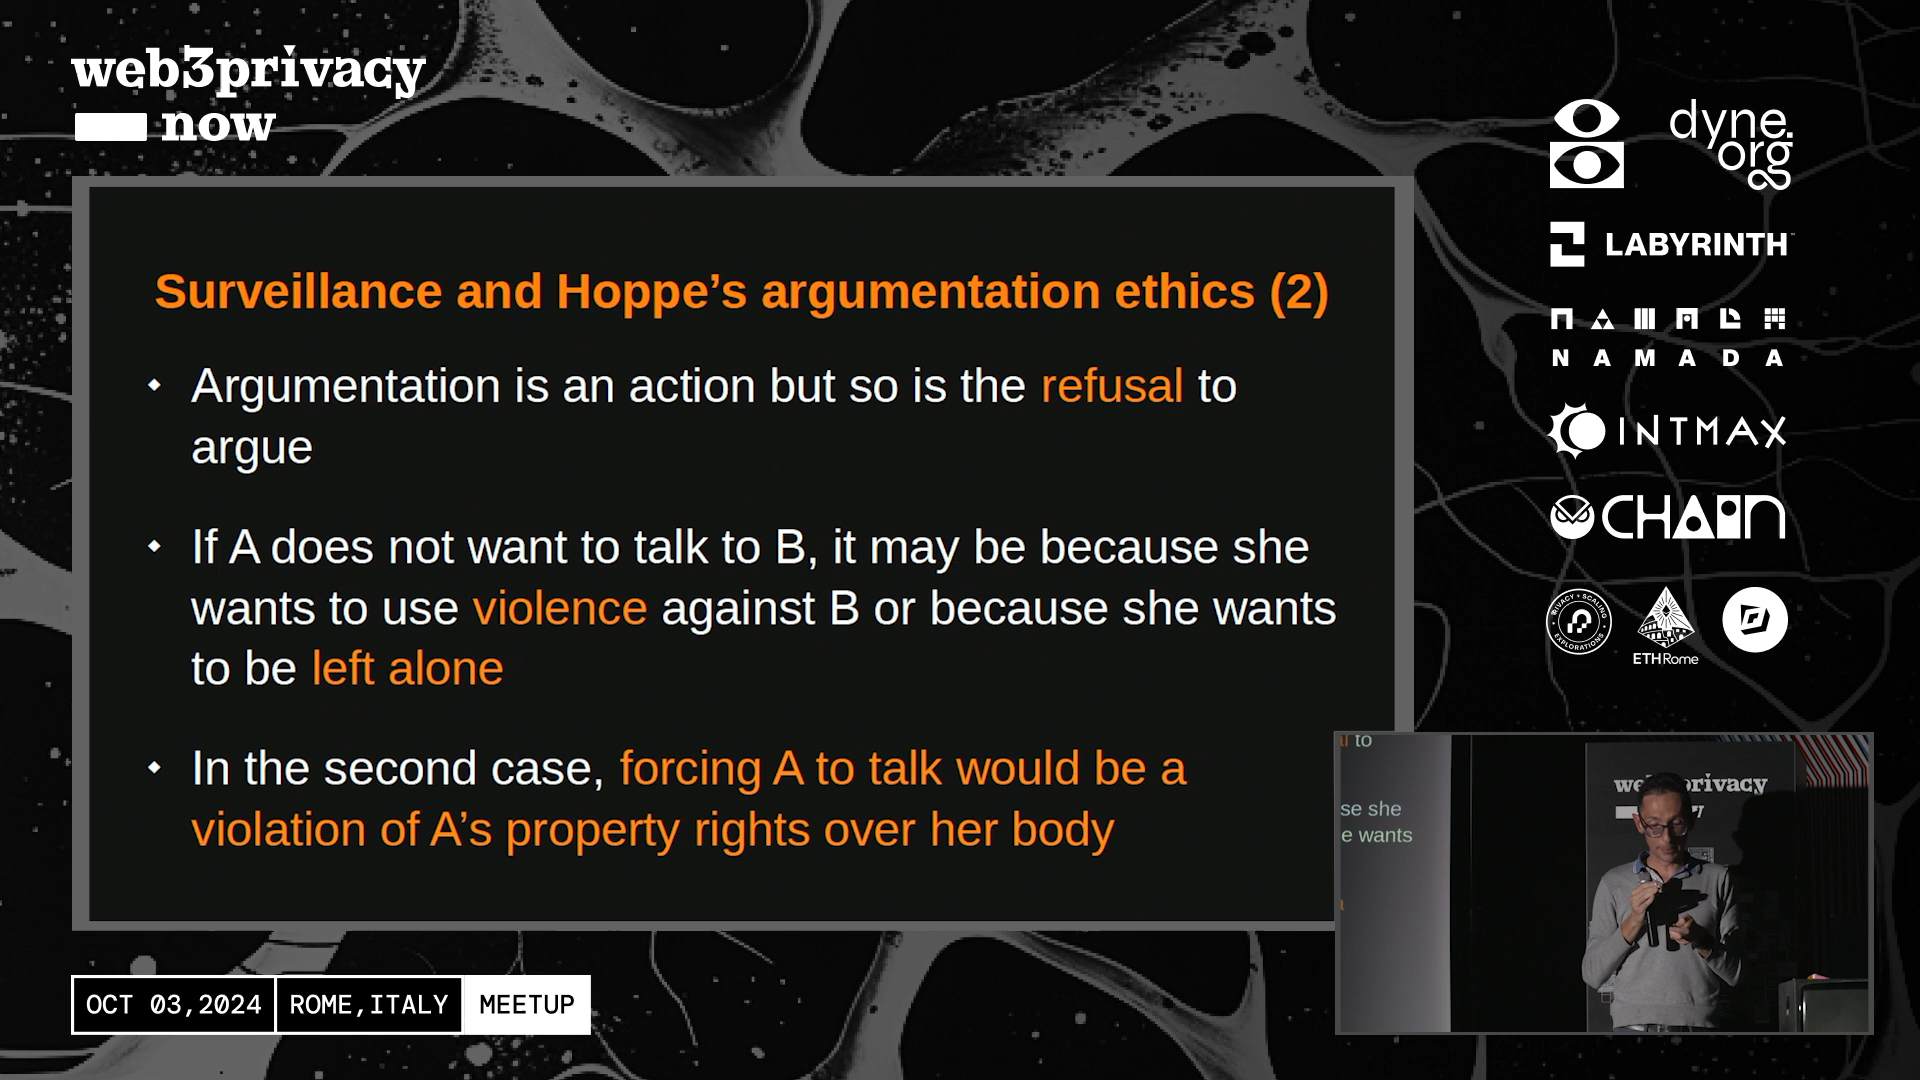 web3privacy
now
dyne.
org
LABYRINTH
NAMADA
INTMAX
CHAIN
PRIVACY + SCALING
EXPLORATIONS
ETHRome
Surveillance and Hoppe’s argumentation ethics (2)
Argumentation is an action but so is the refusal to
argue
If A does not want to talk to B, it may be because she
wants to use violence against B or because she wants
to be left alone
In the second case, forcing A to talk would be a
violation of A’s property rights over her body
to
se she
e wants
OCT 03,2024
ROME,ITALY
MEETUP